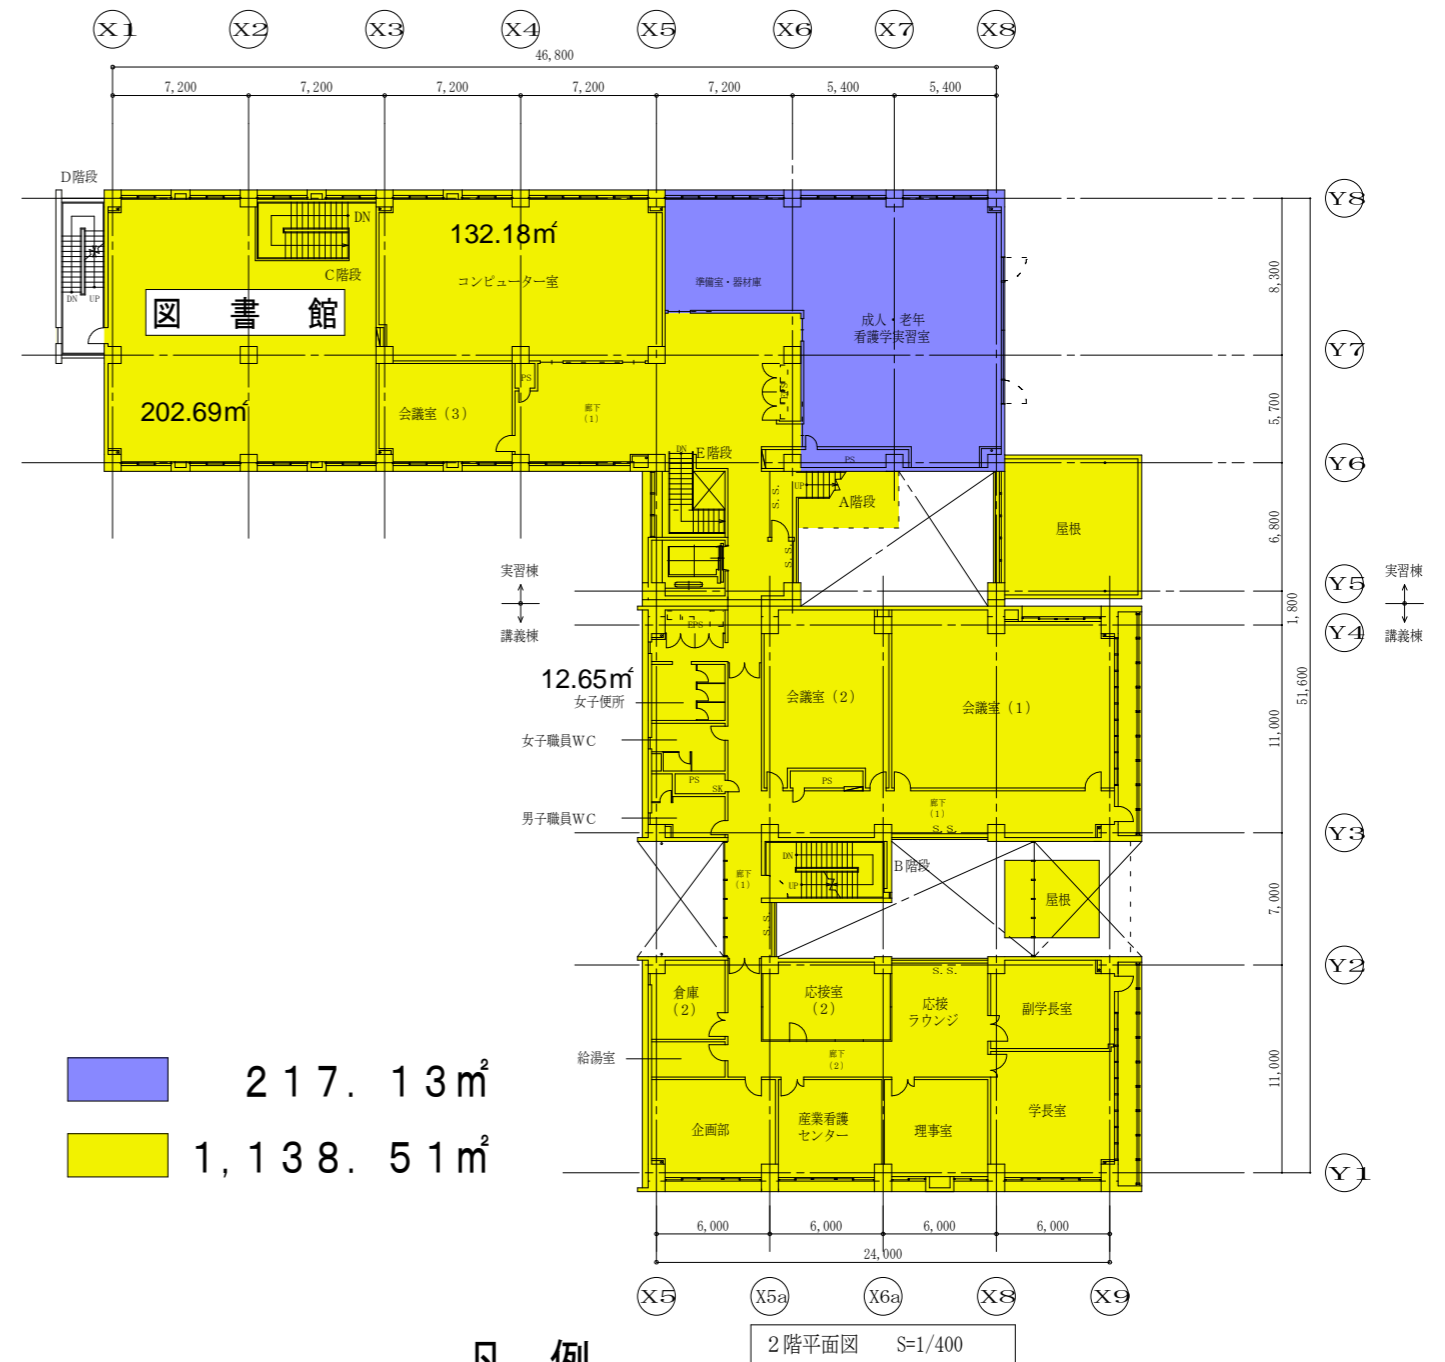 X1 X2 X3 X4 X5 X6 X7 X8
46,800
7,200 7,200 7,200 7,200 7,200 5,400 5,400
D階段
Y8
DN
132.18㎡
C階段
コンピューター室
準備室・器材庫
8,300
DN UP
図 書 館
成人・老年
看護学実習室
Y7
PS
202.69㎡
会議室(3)
廊下
(1)
5,700
DN
E階段
PS
Y6
UP
S.S.
A階段
屋根
6,800
S.S.
実習棟
実習棟
Y5
1,800
講義棟
講義棟
EPS
Y4
12.65㎡
女子便所
会議室(2)
会議室(1)
51,600
11,000
女子職員WC
PS
SK
PS
男子職員WC
廊下
(1)
S.S.
Y3
DN
B階段
廊下
(1)
UP
屋根
7,000
S.S.
Y2
S.S.
倉庫
(2)
応接室
(2)
応接
ラウンジ
副学長室
給湯室
廊下
(2)
217.13㎡
11,000
企画部
産業看護
センター
理事室
学長室
1,138.51㎡
Y1
6,000 6,000 6,000 6,000
24,000
X5 X5a X6a X8 X9
2階平面図 S=1/400
凡 例